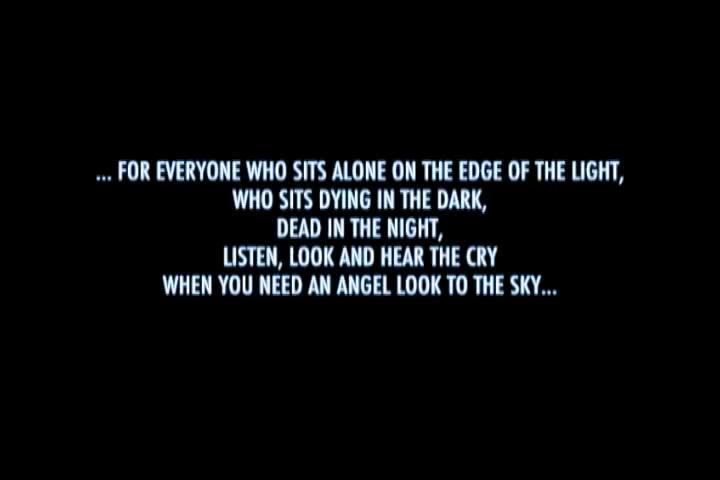 ... FOR EVERYONE WHO SITS ALONE ON THE EDGE OF THE LIGHT,
WHO SITS DYING IN THE DARK,
DEAD IN THE NIGHT,
LISTEN, LOOK AND HEAR THE CRY
WHEN YOU NEED AN ANGEL LOOK TO THE SKY...